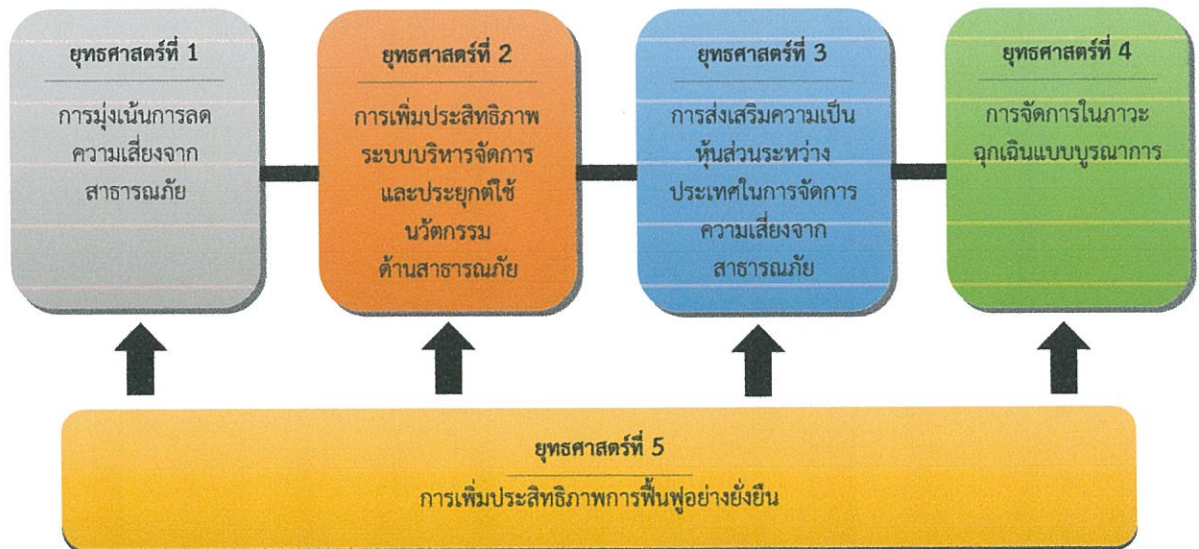 ยุทธศาสตร์ที่ 1
การมุ่งเน้นการลด
ความเสี่ยงจาก
สาธารณภัย
ยุทธศาสตร์ที่ 2
การเพิ่มประสิทธิภาพ
ระบบบริหารจัดการ
และประยุกต์ใช้
นวัตกรรม
ด้านสาธารณภัย
ยุทธศาสตร์ที่ 3
การส่งเสริมความเป็น
หุ้นส่วนระหว่าง
ประเทศในการจัดการ
ความเสี่ยงจาก
สาธารณภัย
ยุทธศาสตร์ที่ 4
การจัดการในภาวะ
ฉุกเฉินแบบบูรณาการ
ยุทธศาสตร์ที่ 5
การเพิ่มประสิทธิภาพการฟื้นฟูอย่างยั่งยืน